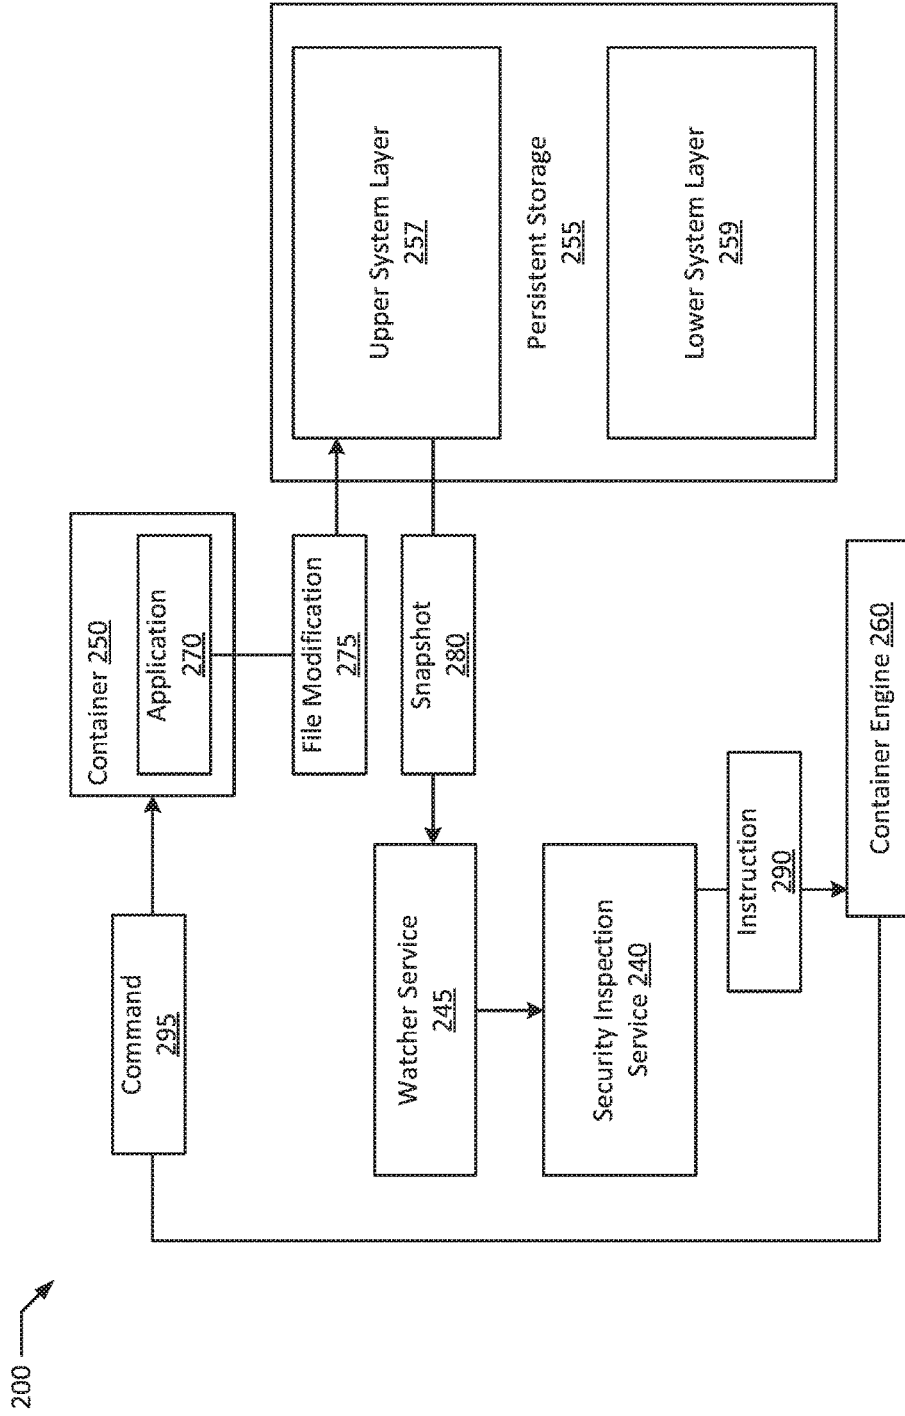 200
Command
295
Container 250
Application
270
File Modification
275
Snapshot
280
Watcher Service
245
Security Inspection
Service 240
Instruction
290
Container Engine 260
Upper System Layer
257
Persistent Storage
255
Lower System Layer
259